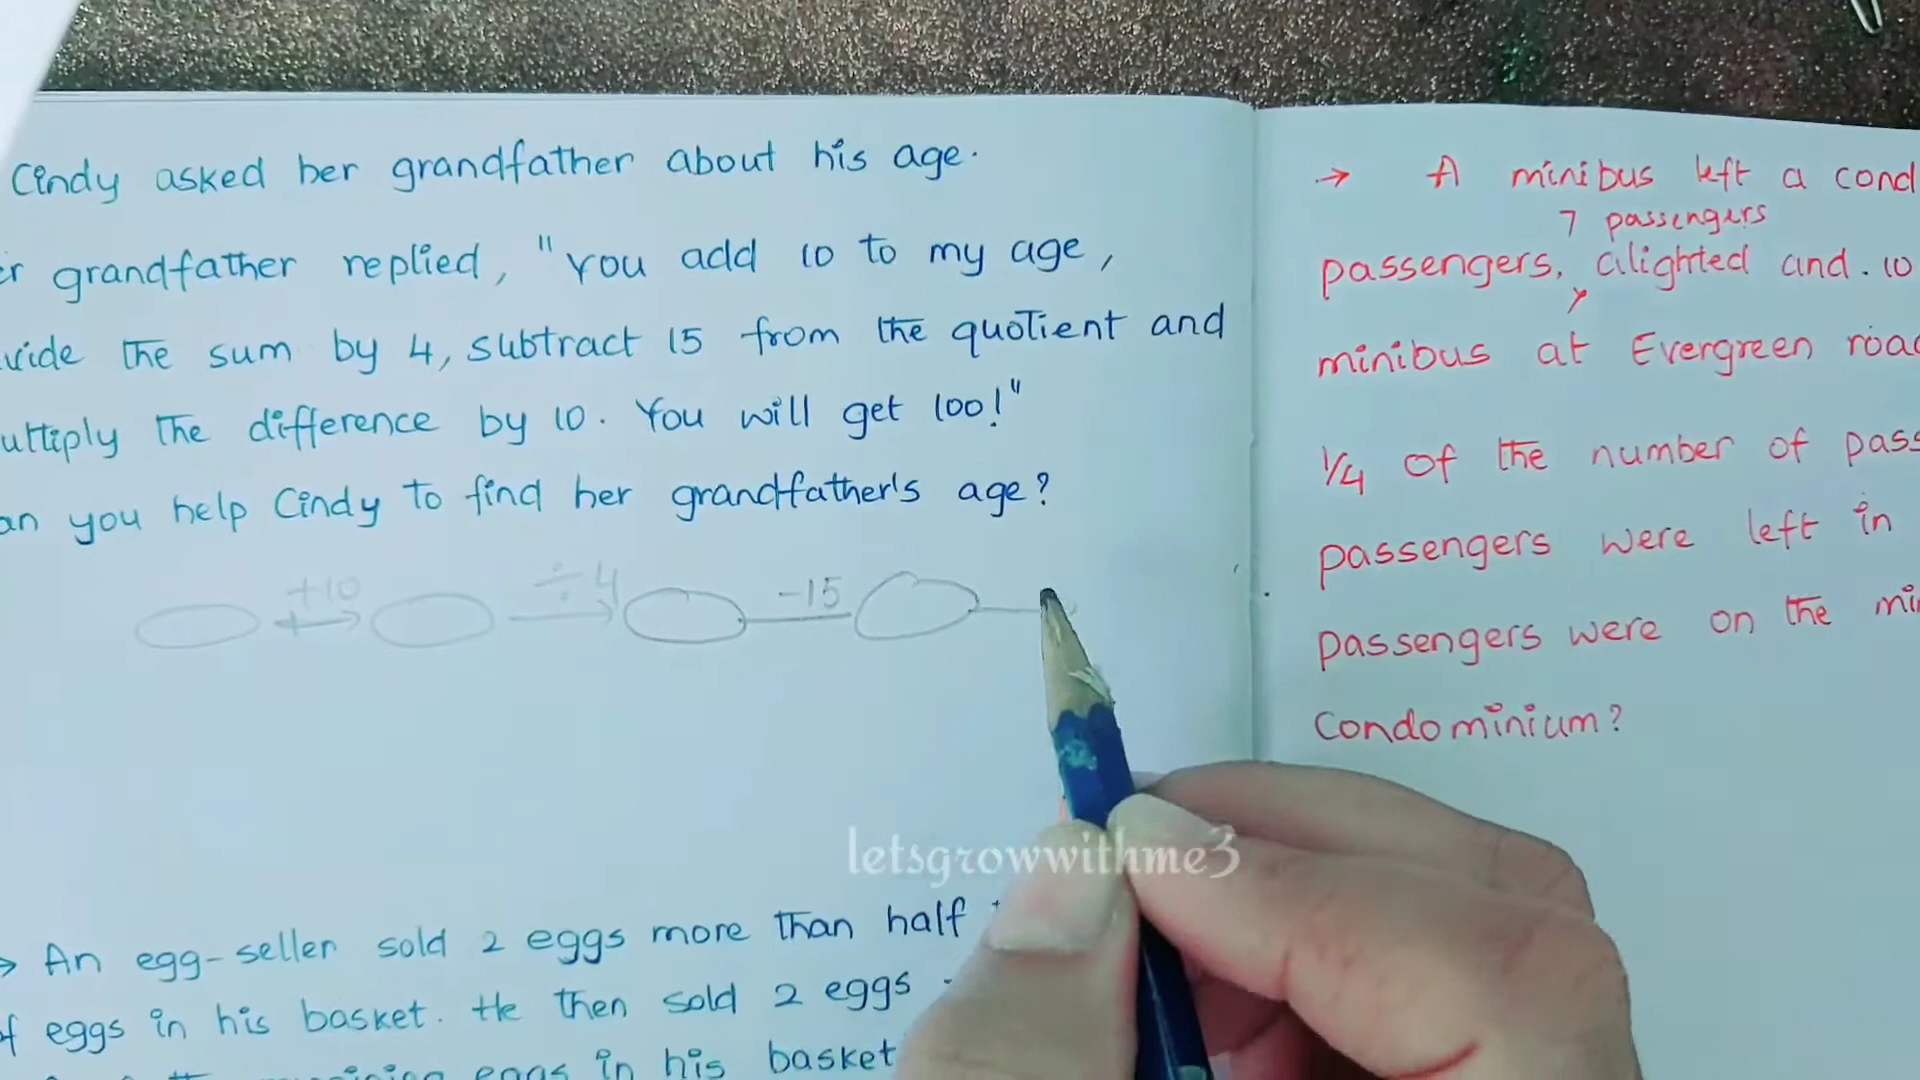 Cindy asked her grandfather about his age.
er grandfather replied, "You add 10 to my age,
vide the sum by 4, subtract 15 from the quotient and
ultiply the difference by 10. You will get 100!"
an you help Cindy to find her grandfather's age?
+10 ÷4 -15
→ An egg-seller sold 2 eggs more than half
f eggs in his basket. He then sold 2 eggs
eggs in his basket
→ A minibus left a cond
7 passengers
passengers, alighted and. 10
minibus at Evergreen road
1/4 of the number of pass
passengers were left in
passengers were on the mi
Condominium?
letsgrowwithme3